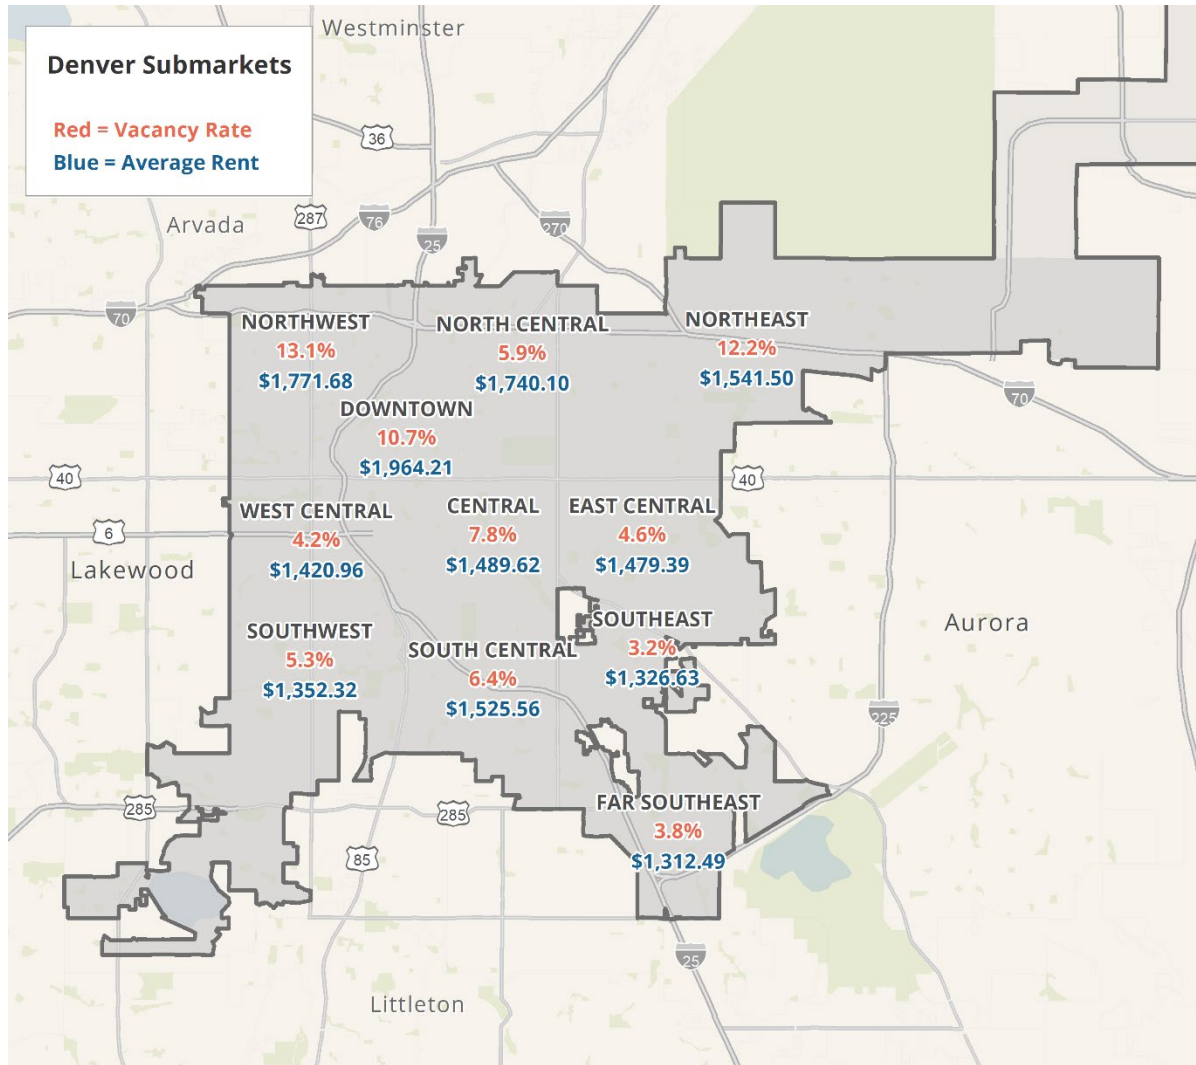 Westminster
Denver Submarkets
Red = Vacancy Rate
Blue = Average Rent
36
Arvada
287
76
25
270
70
NORTHWEST
13.1%
$1,771.68
NORTH CENTRAL
5.9%
$1,740.10
NORTHEAST
12.2%
$1,541.50
70
DOWNTOWN
10.7%
$1,964.21
40
40
6
Lakewood
WEST CENTRAL
4.2%
$1,420.96
CENTRAL
7.8%
$1,489.62
EAST CENTRAL
4.6%
$1,479.39
Aurora
SOUTHWEST
5.3%
$1,352.32
SOUTH CENTRAL
6.4%
$1,525.56
SOUTHEAST
3.2%
$1,326.63
225
285
285
85
FAR SOUTHEAST
3.8%
$1,312.49
25
Littleton